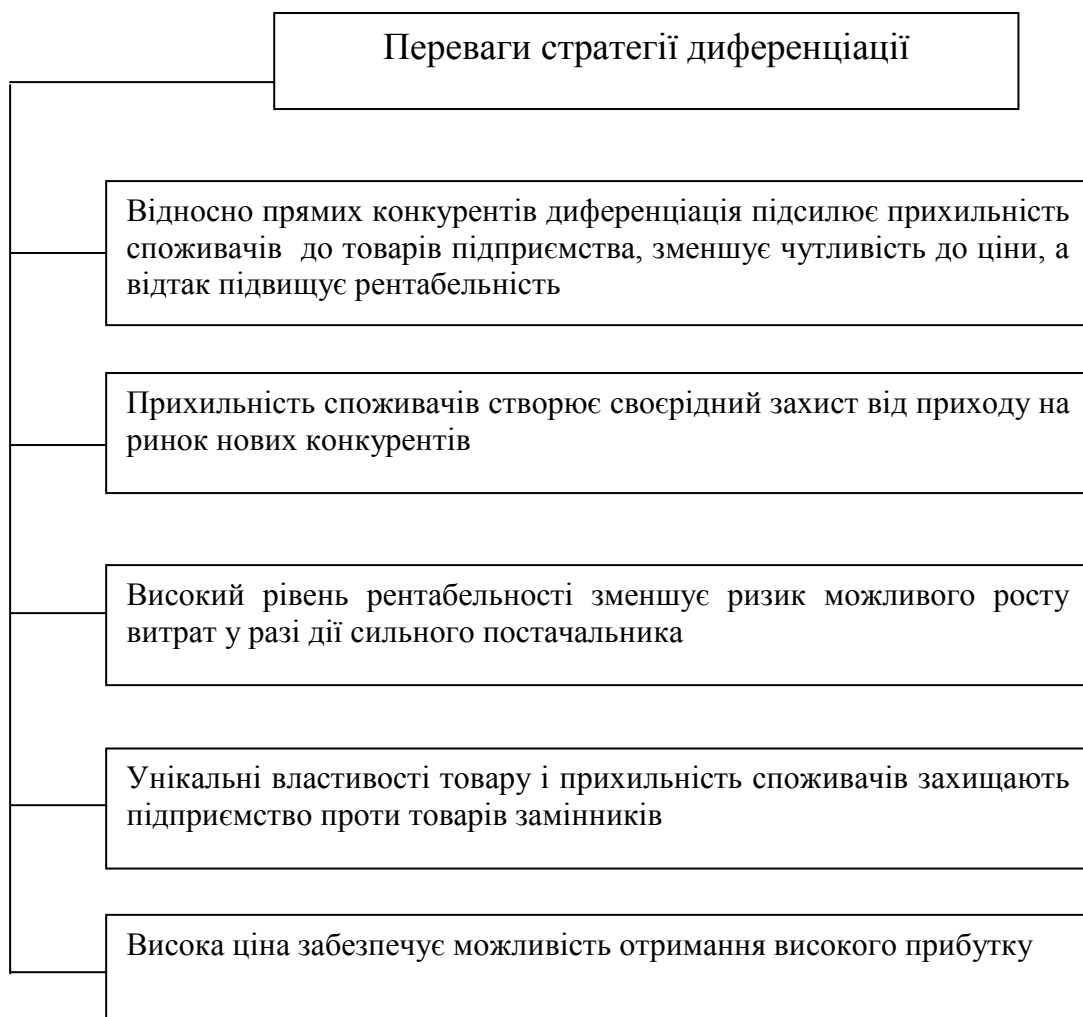 Переваги стратегії диференціації
Відносно прямих конкурентів диференціація підсилює прихильність
споживачів до товарів підприємства, зменшує чутливість до ціни, а
відтак підвищує рентабельність
Прихильність споживачів створює своєрідний захист від приходу на
ринок нових конкурентів
Високий рівень рентабельності зменшує ризик можливого росту
витрат у разі дії сильного постачальника
Унікальні властивості товару і прихильність споживачів захищають
підприємство проти товарів замінників
Висока ціна забезпечує можливість отримання високого прибутку